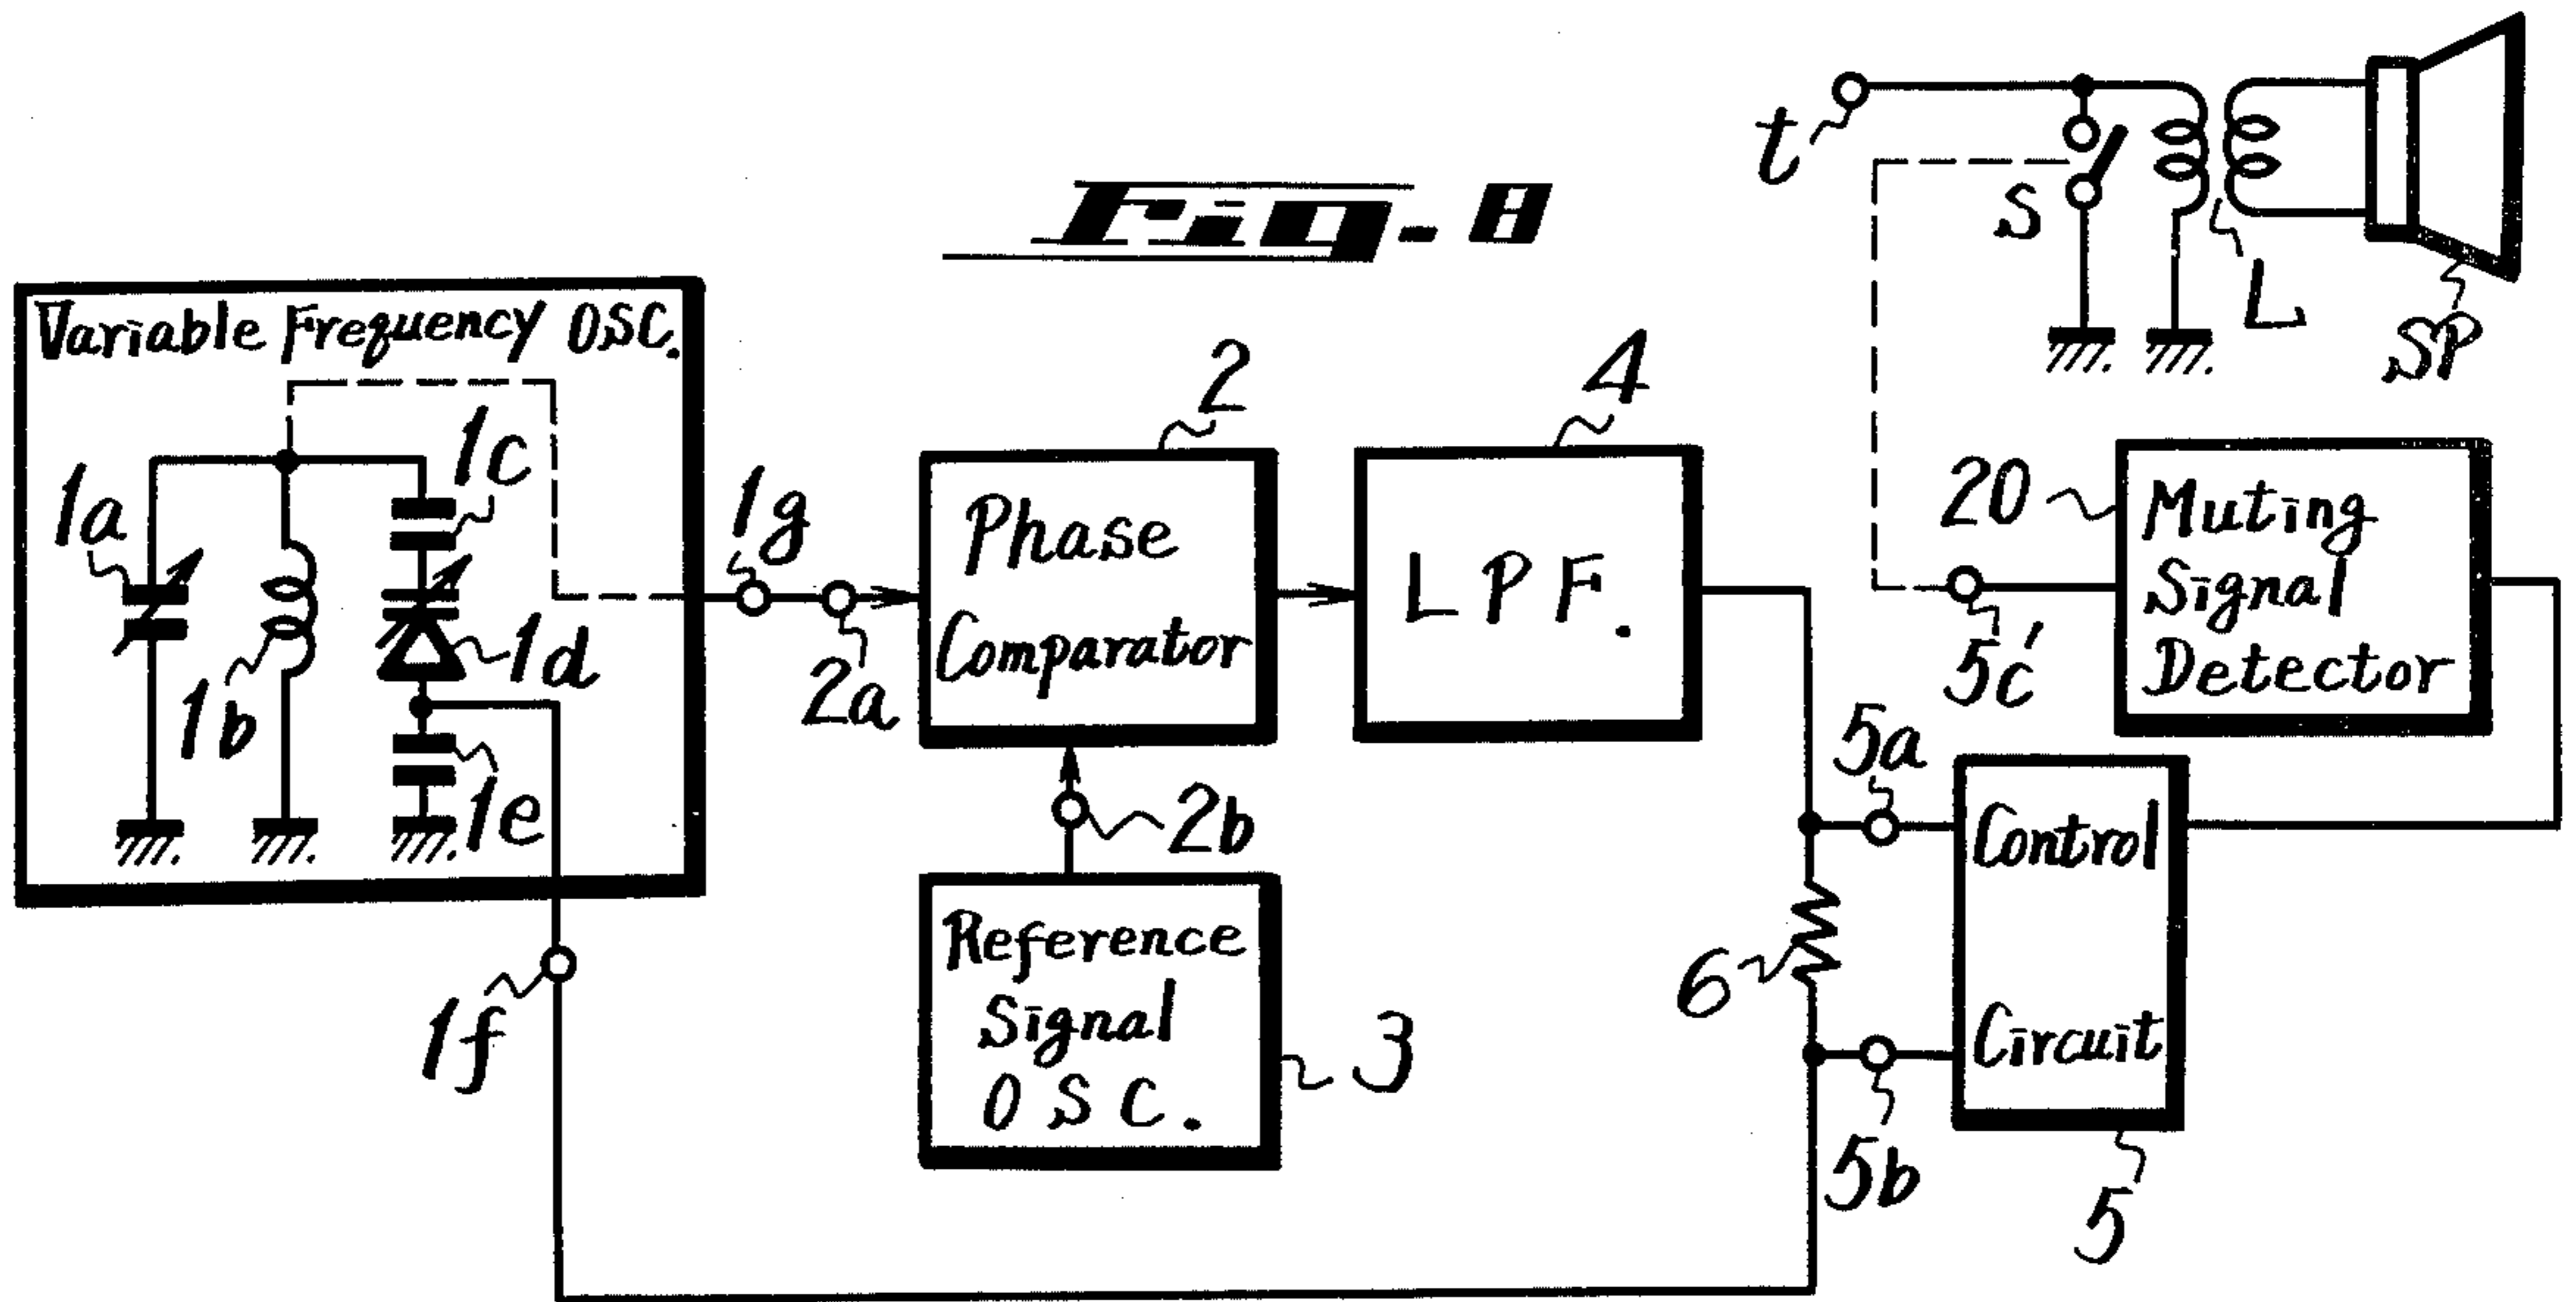 Fig-8
Variable Frequency OSC.
1a
1b
1c
1d
1e
1f
1g
2a
2
Phase
Comparator
2b
Reference
Signal
OSC.
3
4
LPF.
t
S
L
SP
20
Muting
Signal
Detector
5c'
5a
Control
Circuit
5b
5
6